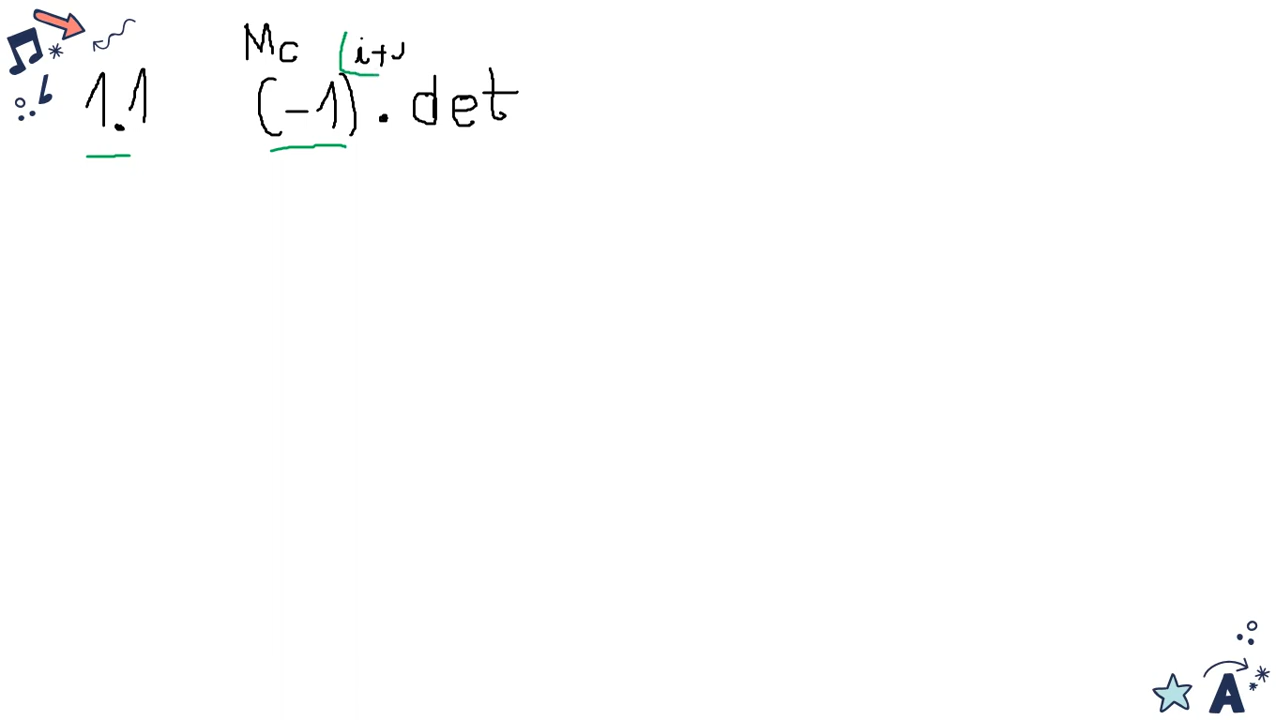 Mc i+j
1.1 (-1) . det
A